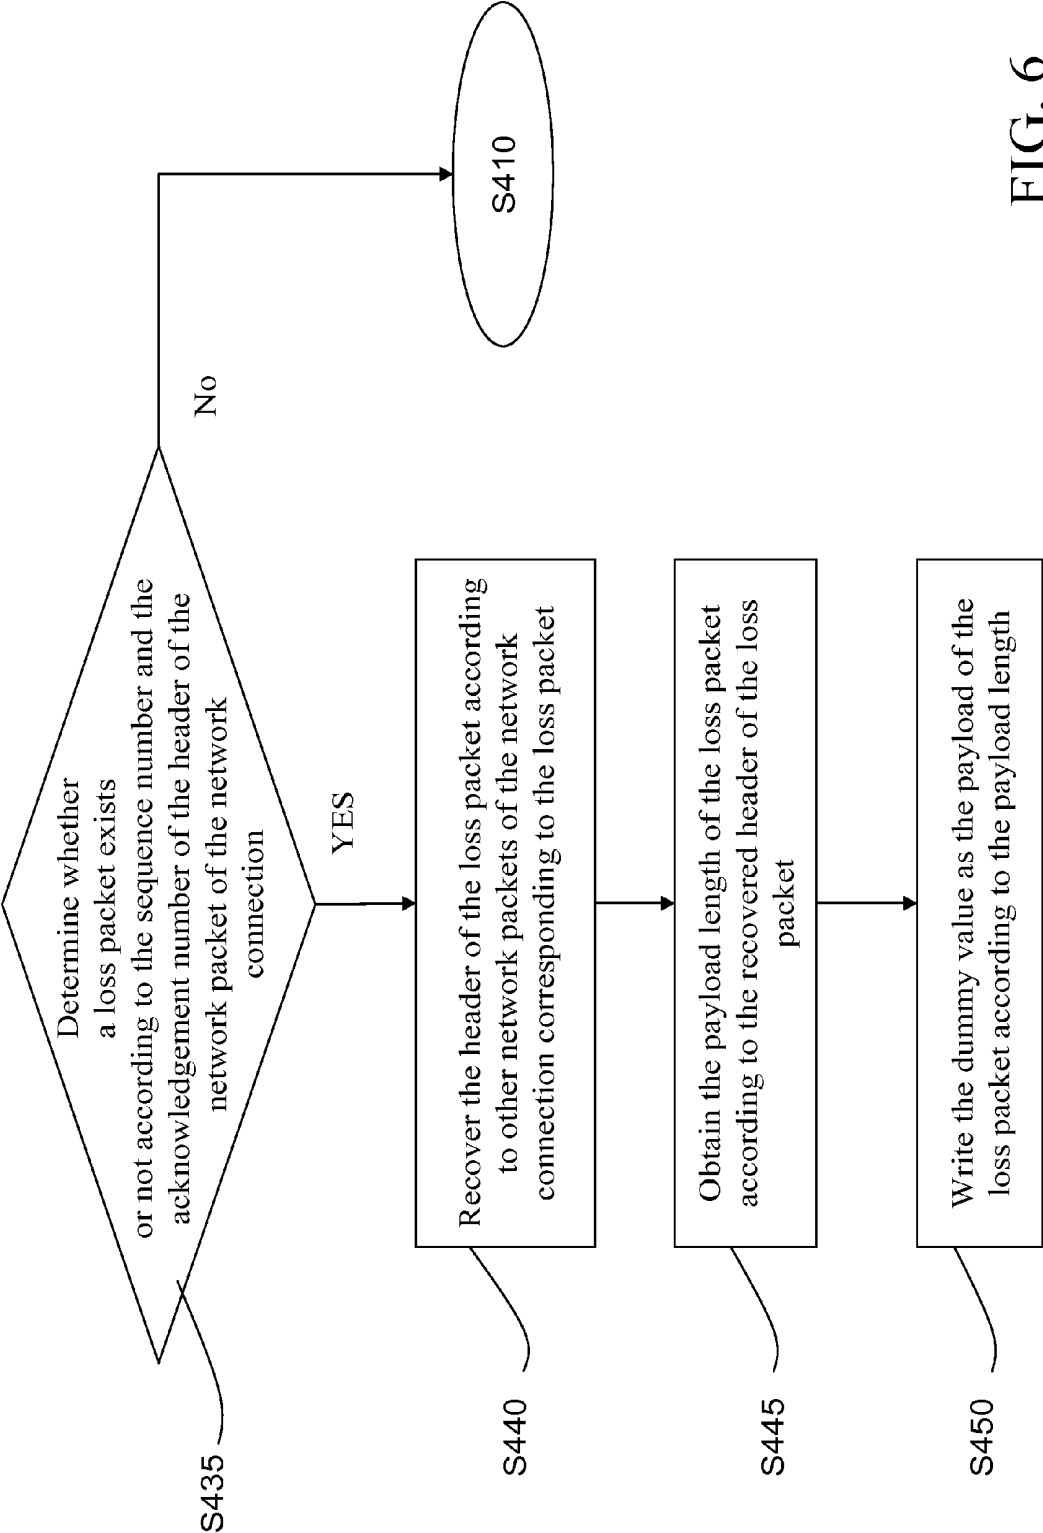 S435
Determine whether
a loss packet exists
or not according to the sequence number and the
acknowledgement number of the header of the
network packet of the network
connection
No
S410
YES
S440
Recover the header of the loss packet according
to other network packets of the network
connection corresponding to the loss packet
S445
Obtain the payload length of the loss packet
according to the recovered header of the loss
packet
S450
Write the dummy value as the payload of the
loss packet according to the payload length
FIG. 6